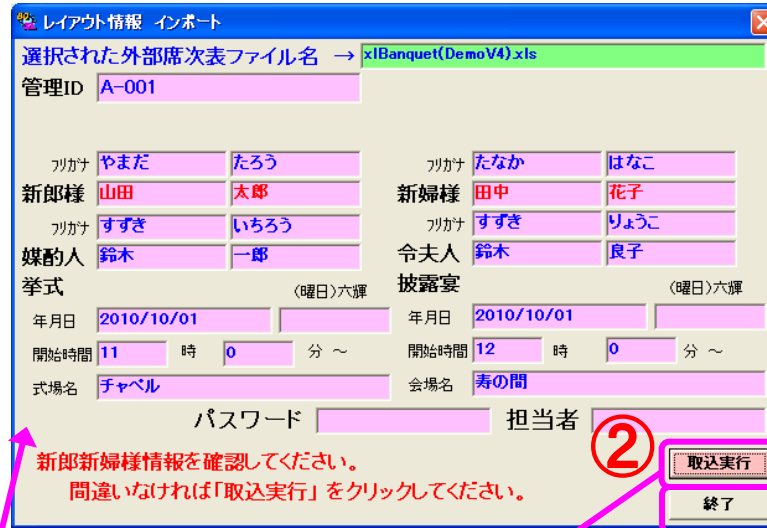 レイアウト情報 インポート
選択された外部席次表ファイル名 → xlBanquet(DemoV4).xls
管理ID A-001
フリガナ やまだ たろう フリガナ たなか はなこ
新郎様 山田 太郎 新婦様 田中 花子
フリガナ すずき いちろう フリガナ すずき りょうこ
媒酌人 鈴木 一郎 令夫人 鈴木 良子
挙式 (曜日)六輝 披露宴 (曜日)六輝
年月日 2010/10/01 年月日 2010/10/01
開始時間 11 時 0 分 ～ 開始時間 12 時 0 分 ～
式場名 チャペル 会場名 寿の間
パスワード 担当者
新郎新婦様情報を確認してください。
間違いなければ「取込実行」をクリックしてください。
② 取込実行
終了